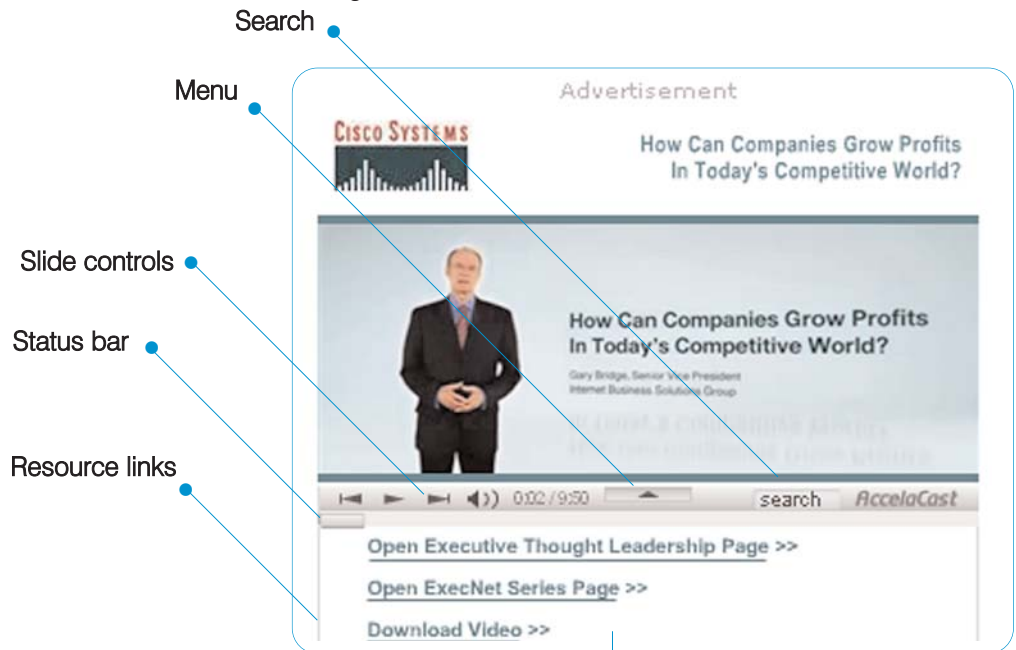 Search
Menu
Advertisement
CISCO SYSTEMS
How Can Companies Grow Profits
In Today's Competitive World?
Slide controls
How Can Companies Grow Profits
In Today's Competitive World?
Gary Bridge, Senior Vice President
Internet Business Solutions Group
Status bar
Resource links
0:02 / 9:50
search
AccelaCast
Open Executive Thought Leadership Page >>
Open ExecNet Series Page >>
Download Video >>